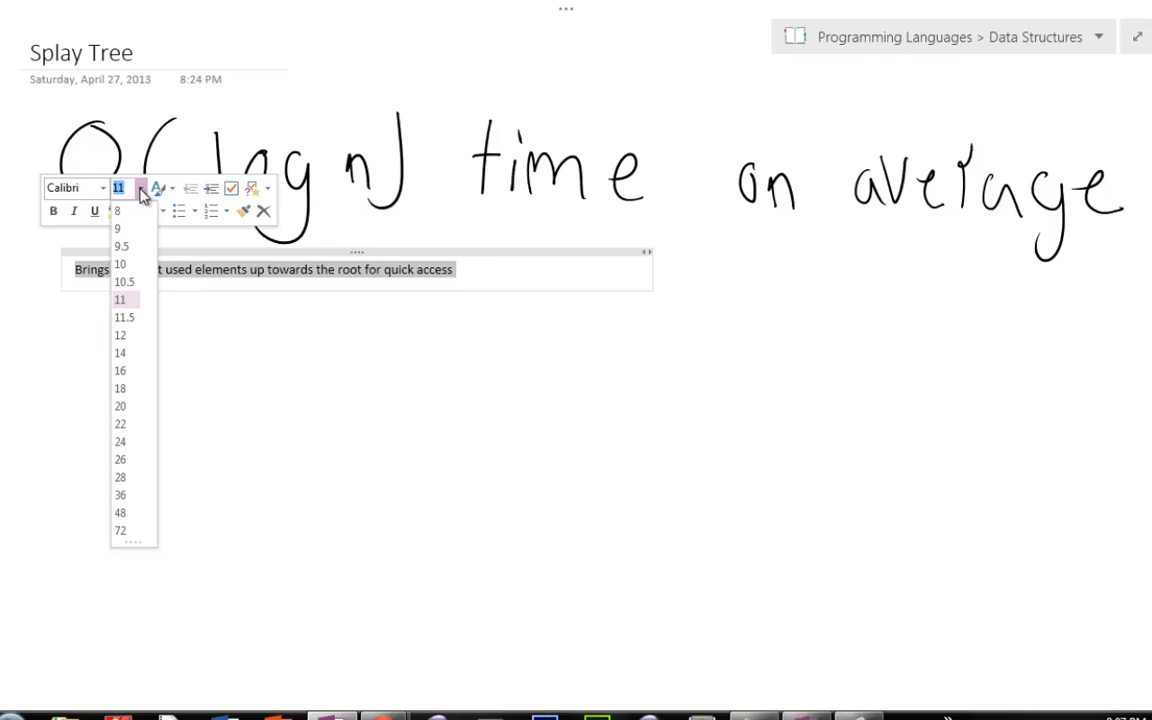 Programming Languages > Data Structures
Splay Tree
Saturday, April 27, 2013 8:24 PM
O(log n) time on average
Calibri 11
B I U
8
9
9.5
10
10.5
11
11.5
12
14
16
18
20
22
24
26
28
36
48
72
Brings used elements up towards the root for quick access